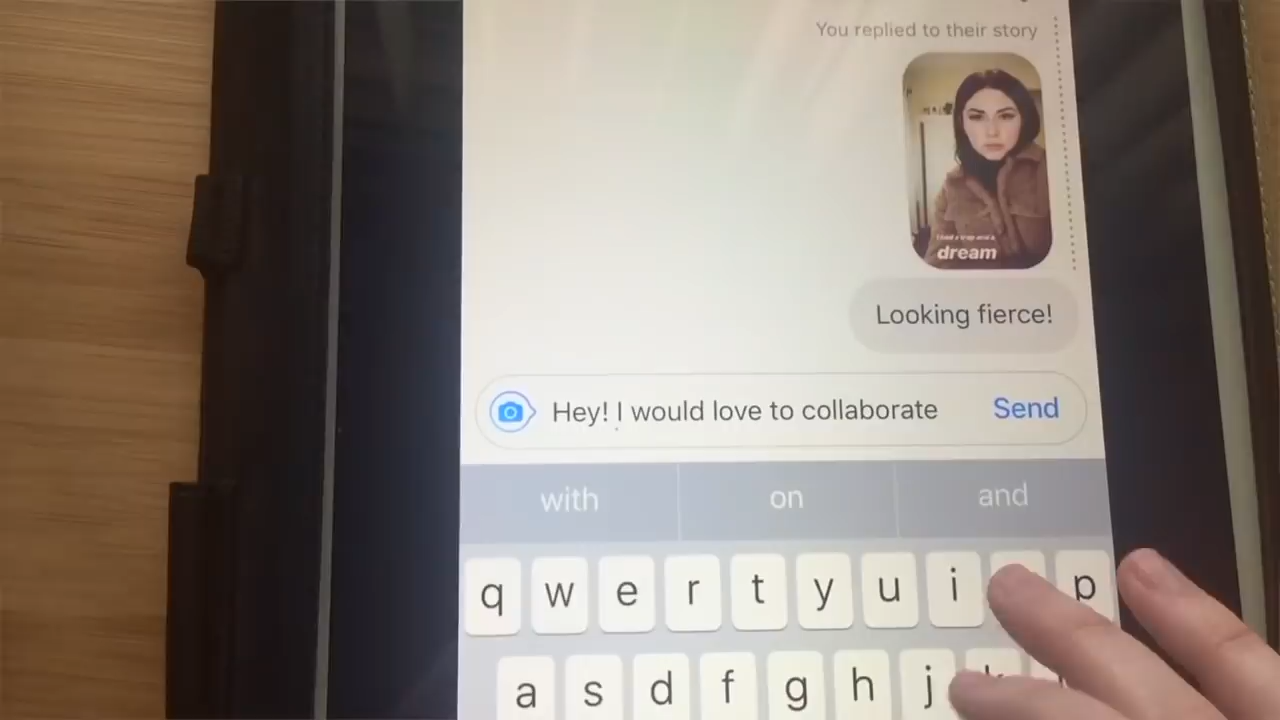 You replied to their story
dream
Looking fierce!
Hey! I would love to collaborate
Send
with
on
and
q w e r t y u i p
a s d f g h j